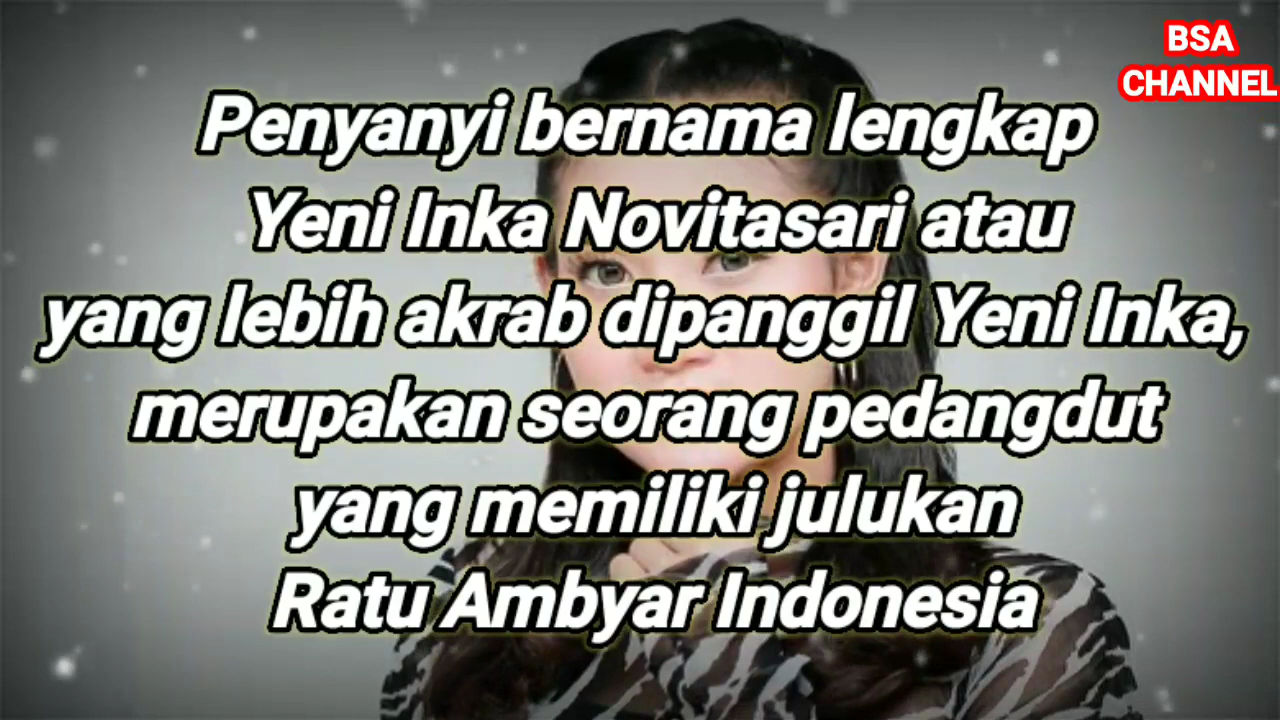 BSA
CHANNEL
Penyanyi bernama lengkap
Yeni Inka Novitasari atau
yang lebih akrab dipanggil Yeni Inka,
merupakan seorang pedangdut
yang memiliki julukan
Ratu Ambyar Indonesia